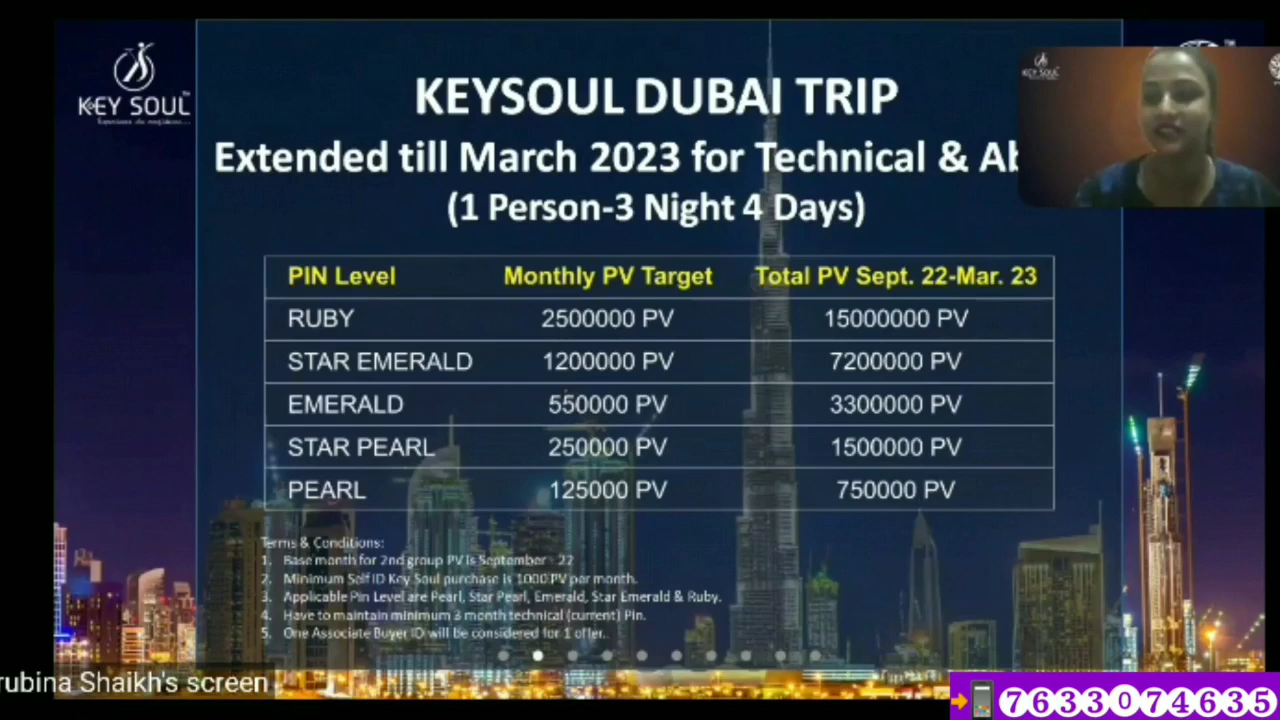 KEY SOUL
KEYSOUL DUBAI TRIP
Extended till March 2023 for Technical &
(1 Person-3 Night 4 Days)
KEY SOUL
PIN Level Monthly PV Target Total PV Sept. 22-Mar. 23
RUBY 2500000 PV 15000000 PV
STAR EMERALD 1200000 PV 7200000 PV
EMERALD 550000 PV 3300000 PV
STAR PEARL 250000 PV 1500000 PV
PEARL 125000 PV 750000 PV
Terms & Conditions:
1. Base month for 2nd group PV is September - 22
2. Minimum Self ID Key Soul purchase is 1000 PV per month.
3. Applicable Pin Level are Pearl, Star Pearl, Emerald, Star Emerald & Ruby.
4. Have to maintain minimum 3 month technical (current) Pin.
5. One Associate Buyer ID will be considered for 1 offer.
rubina Shaikh's screen
7633074635